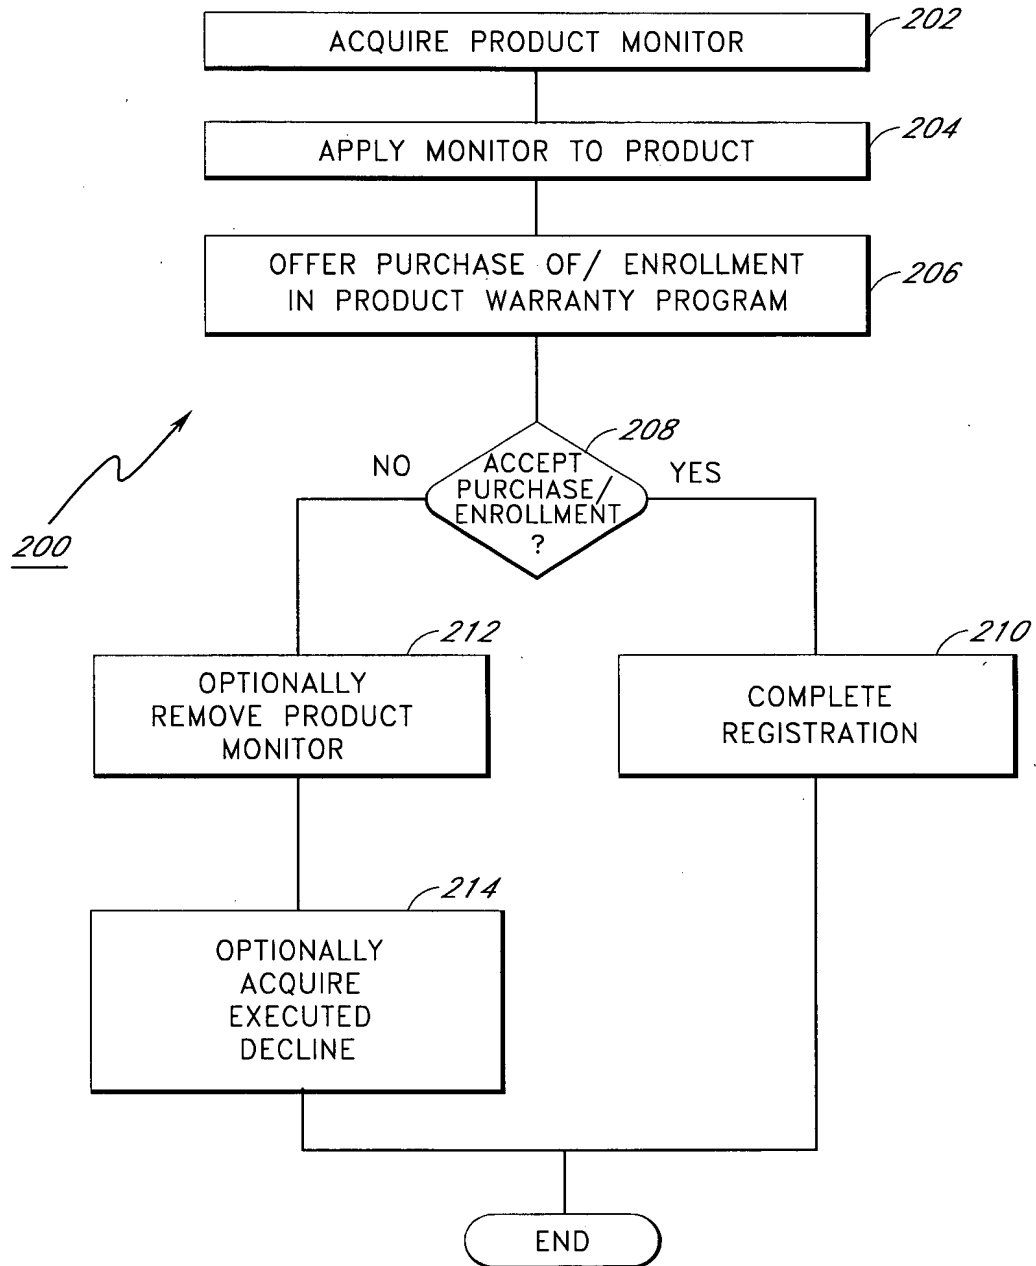 202
ACQUIRE PRODUCT MONITOR
204
APPLY MONITOR TO PRODUCT
206
OFFER PURCHASE OF/ ENROLLMENT
IN PRODUCT WARRANTY PROGRAM
208
NO
ACCEPT
PURCHASE/
ENROLLMENT
?
YES
200
212
OPTIONALLY
REMOVE PRODUCT
MONITOR
210
COMPLETE
REGISTRATION
214
OPTIONALLY
ACQUIRE
EXECUTED
DECLINE
END